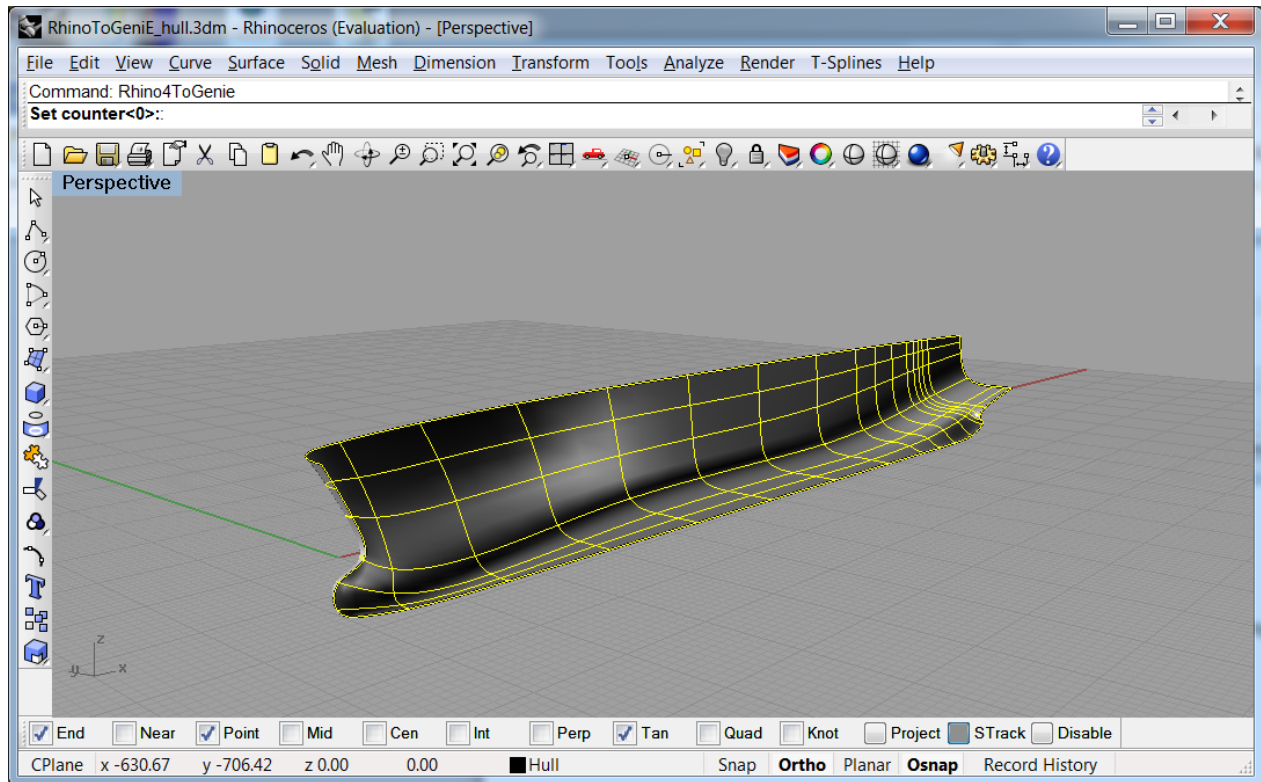 RhinoToGeniE_hull.3dm - Rhinoceros (Evaluation) - [Perspective]
File Edit View Curve Surface Solid Mesh Dimension Transform Tools Analyze Render T-Splines Help
Command: Rhino4ToGenie
Set counter<0>::
Perspective
z
y x
End Near Point Mid Cen Int Perp Tan Quad Knot Project STrack Disable
CPlane x -630.67 y -706.42 z 0.00 0.00 Hull Snap Ortho Planar Osnap Record History